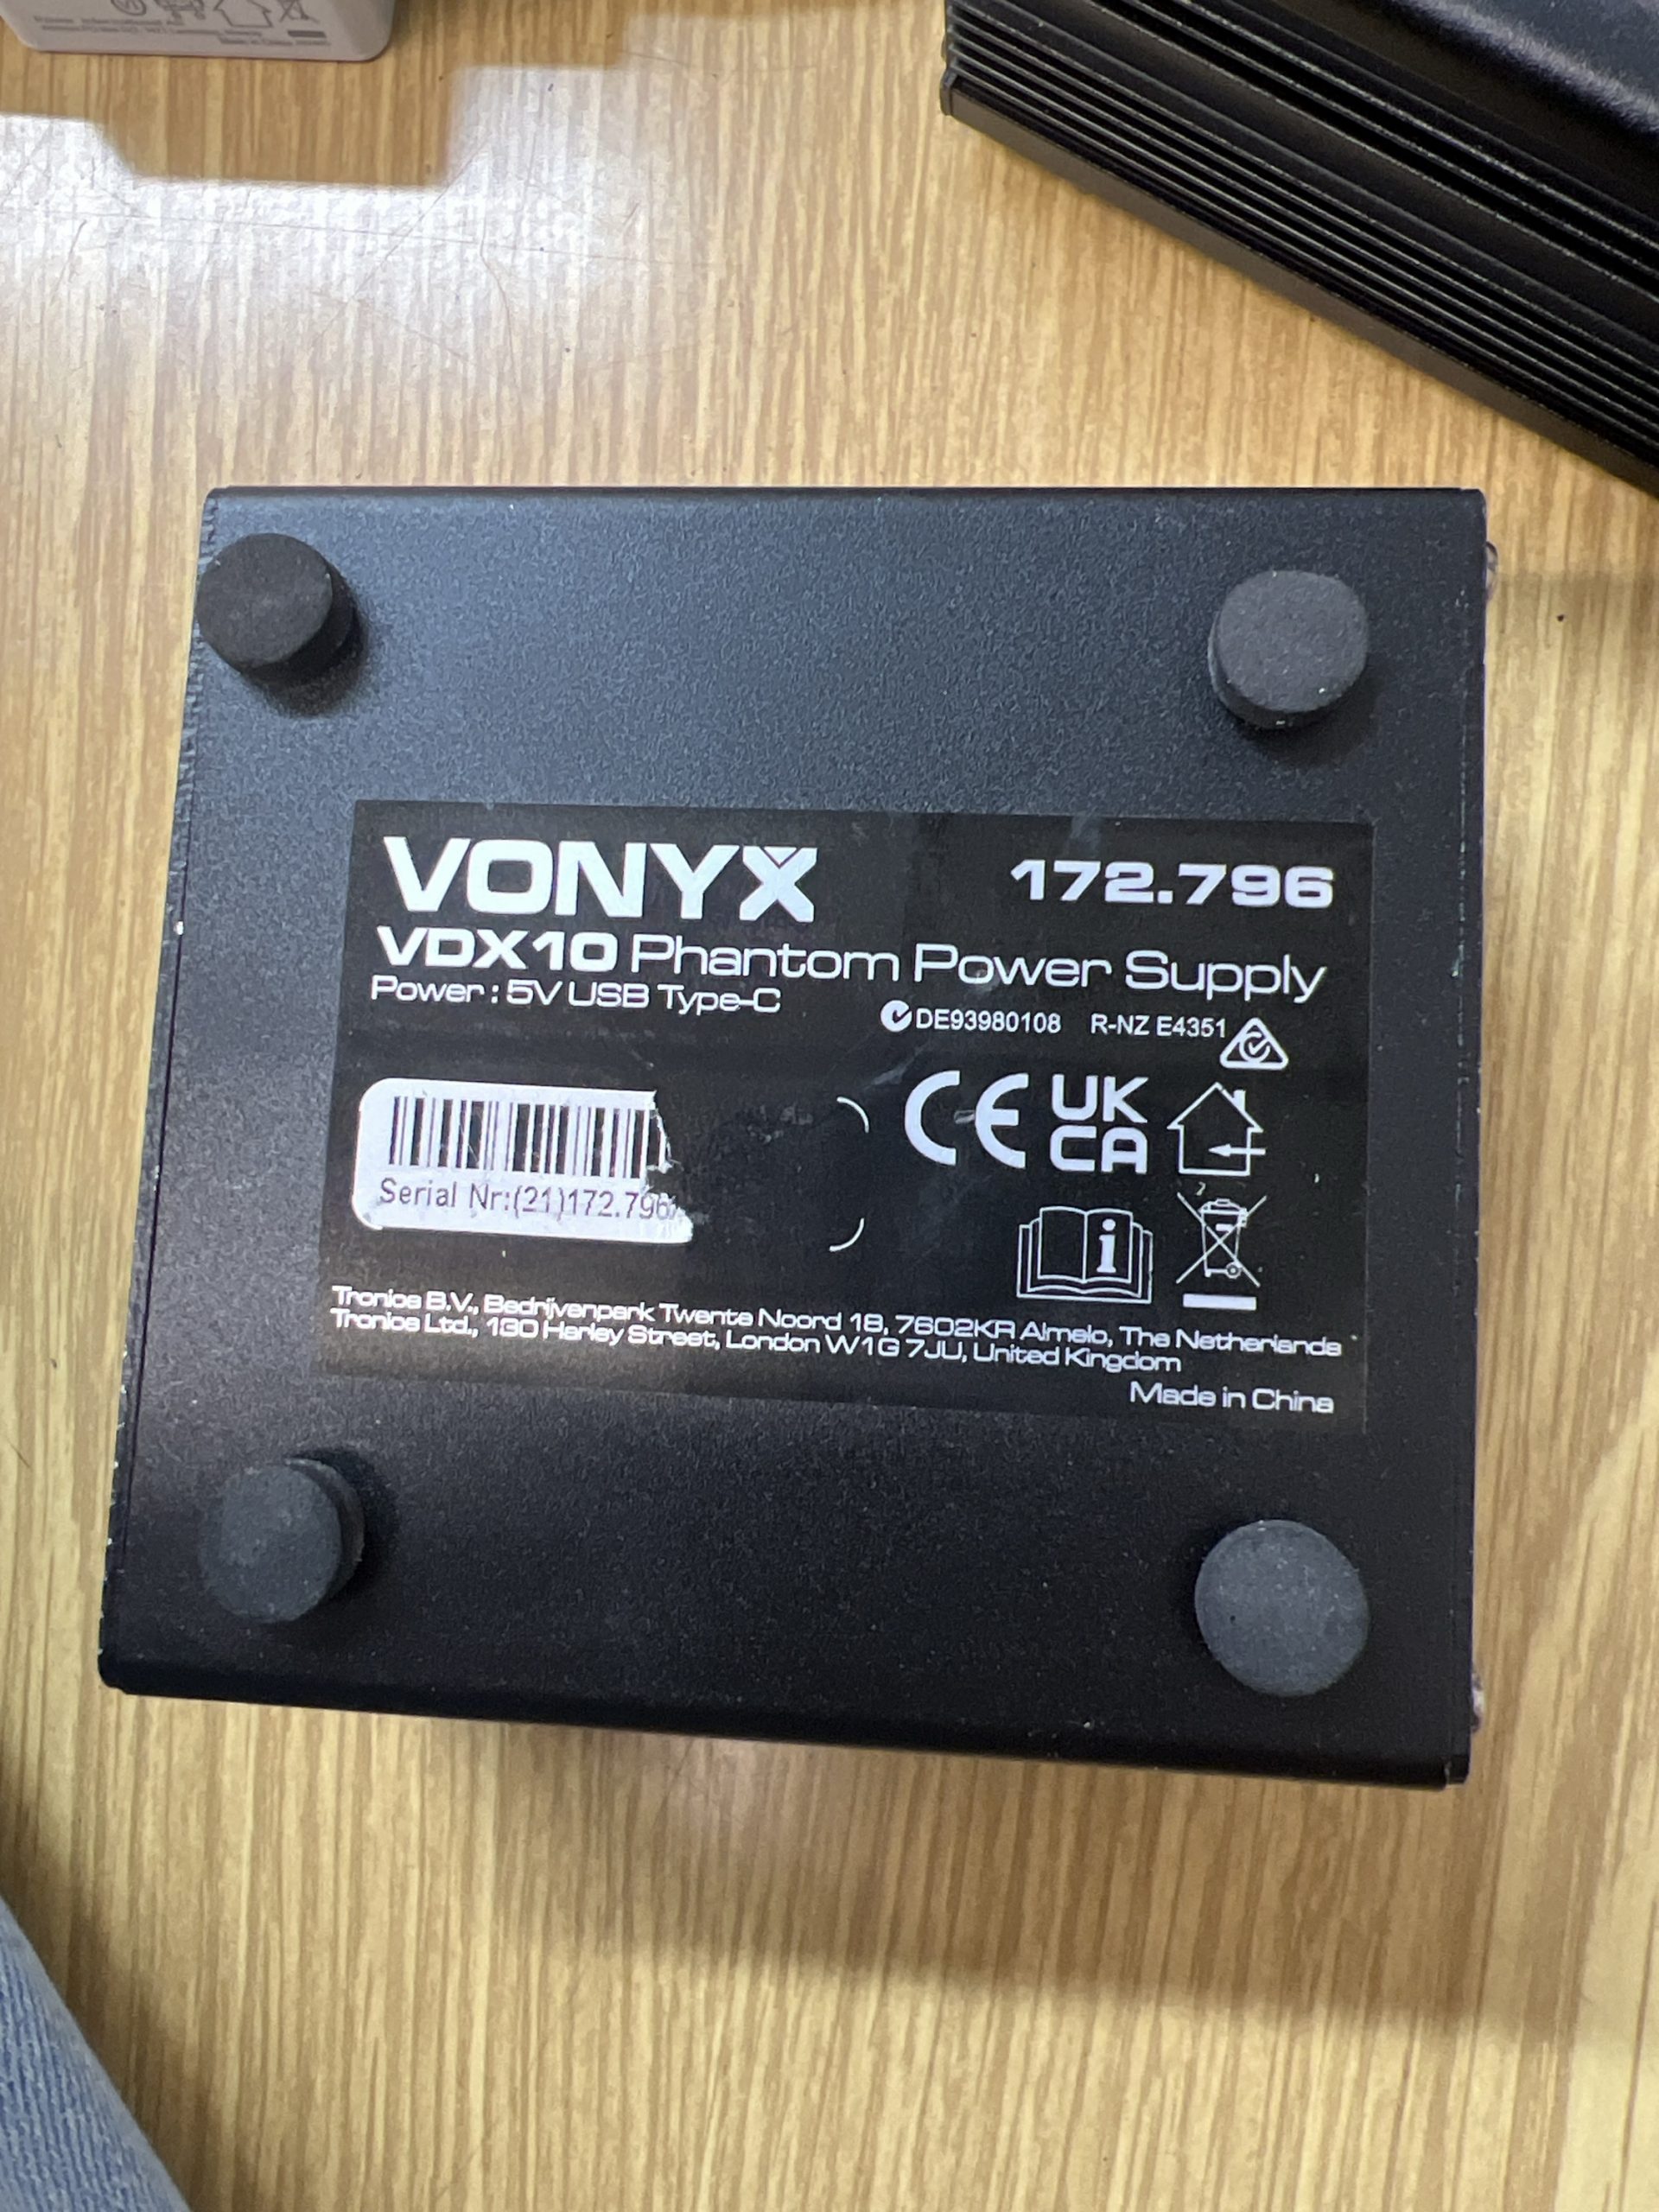 VONYX
172.796
VDX10 Phantom Power Supply
Power : 5V USB Type-C
DE93980108 R-NZ E4351
CE UK CA
Serial Nr:(21)172.796
i
Tronios B.V., Bedrijvenpark Twente Noord 18, 7602KR Almelo, The Netherlands
Tronios Ltd., 130 Harley Street, London W1G 7JU, United Kingdom
Made in China